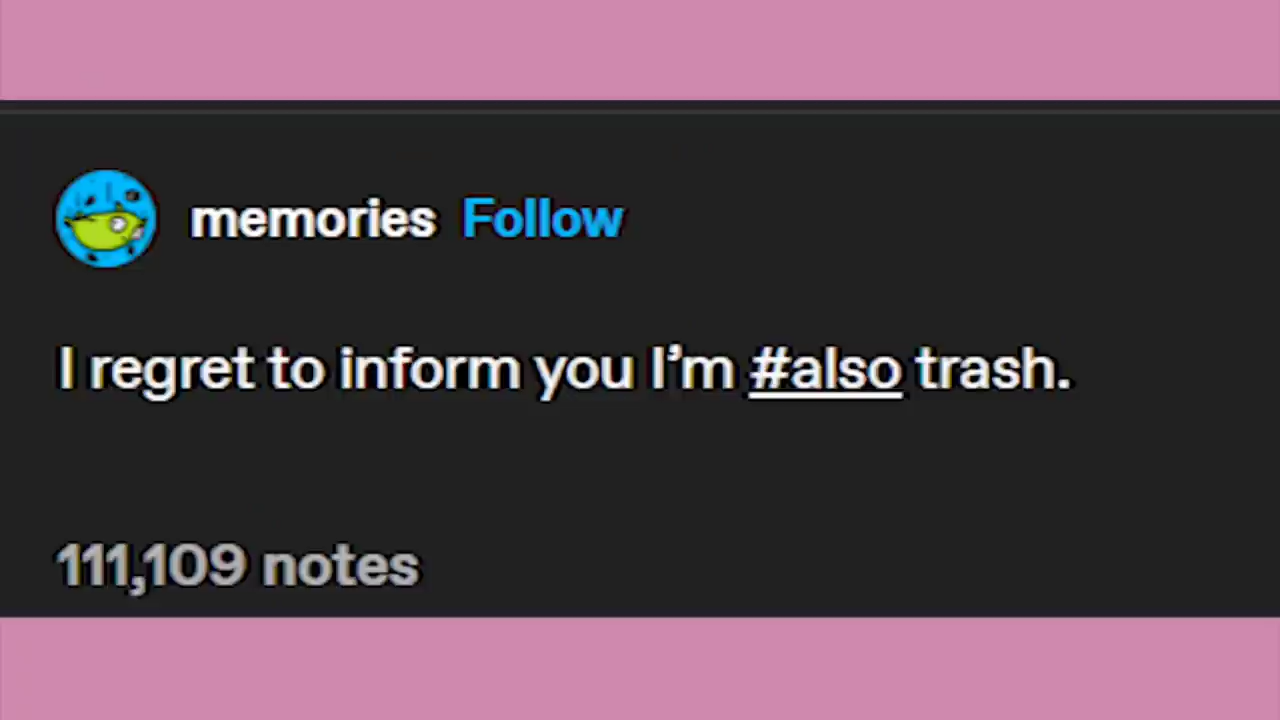 memories Follow
I regret to inform you I’m #also trash.
111,109 notes